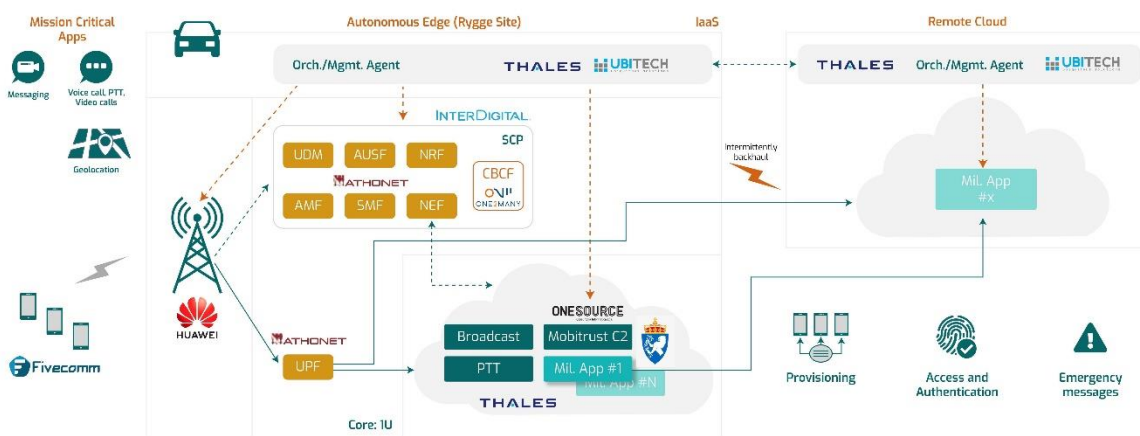 Mission Critical
Apps
Messaging
Voice call, PTT,
Video calls
Geolocation
Fivecomm
Autonomous Edge (Rygge Site)
IaaS
Orch./Mgmt. Agent
THALES
UBITECH
INTERDIGITAL.
SCP
UDM
AUSF
NRF
ATHONET
AMF
SMF
NEF
CBCF
ONE2MANY
HUAWEI
ATHONET
UPF
ONESOURCE
Broadcast
Mobitrust C2
PTT
Mil. App #1
Mil. App #N
THALES
Core: 1U
Intermittently
backhaul
Remote Cloud
THALES
Orch./Mgmt. Agent
UBITECH
Mil. App
#x
Provisioning
Access and
Authentication
Emergency
messages